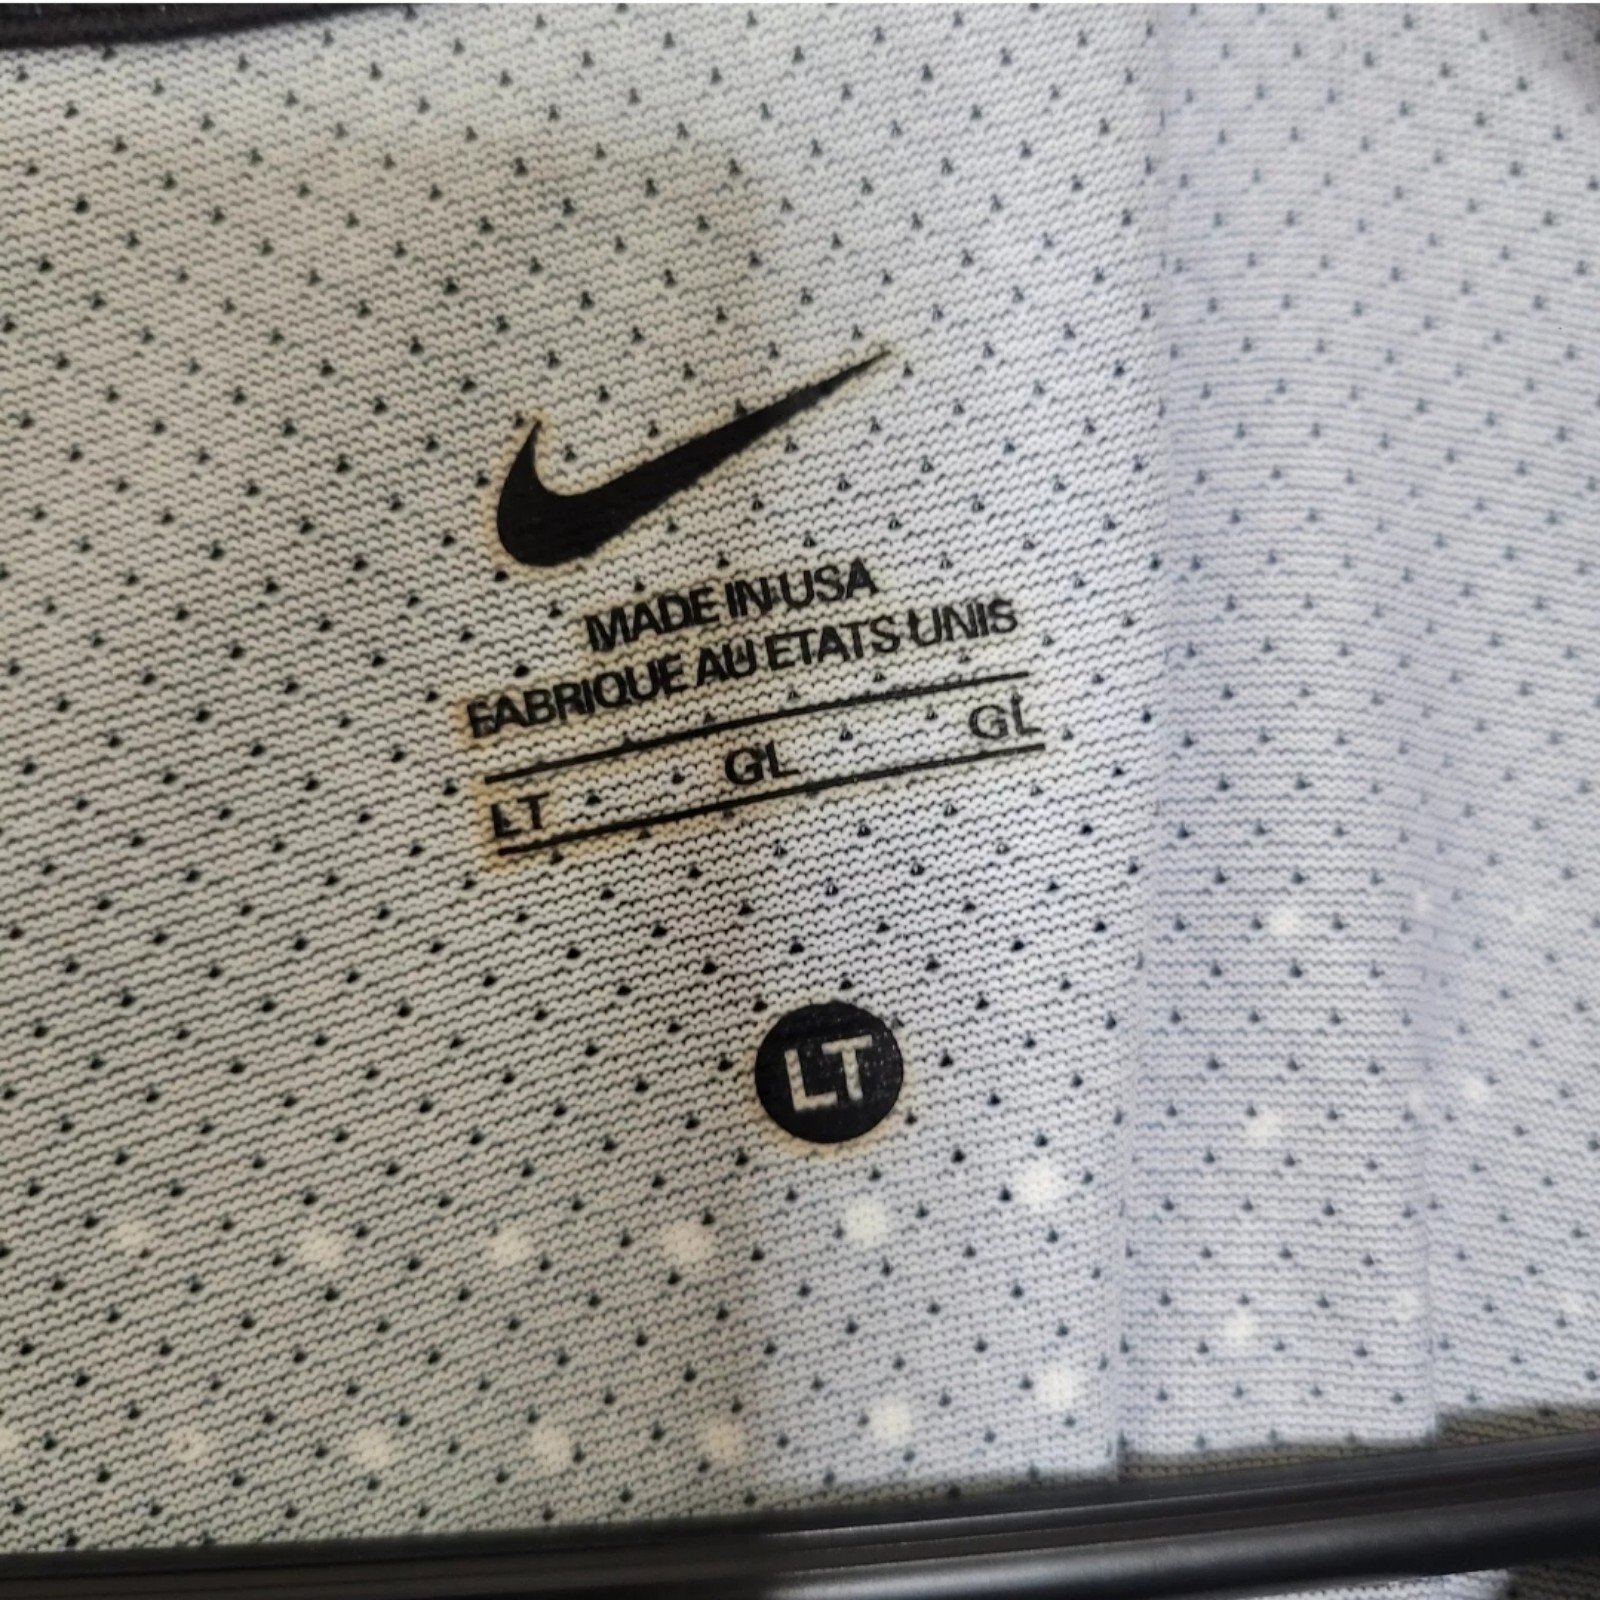 MADE IN USA
FABRIQUE AU ETATS UNIS
LT GL GL
LT